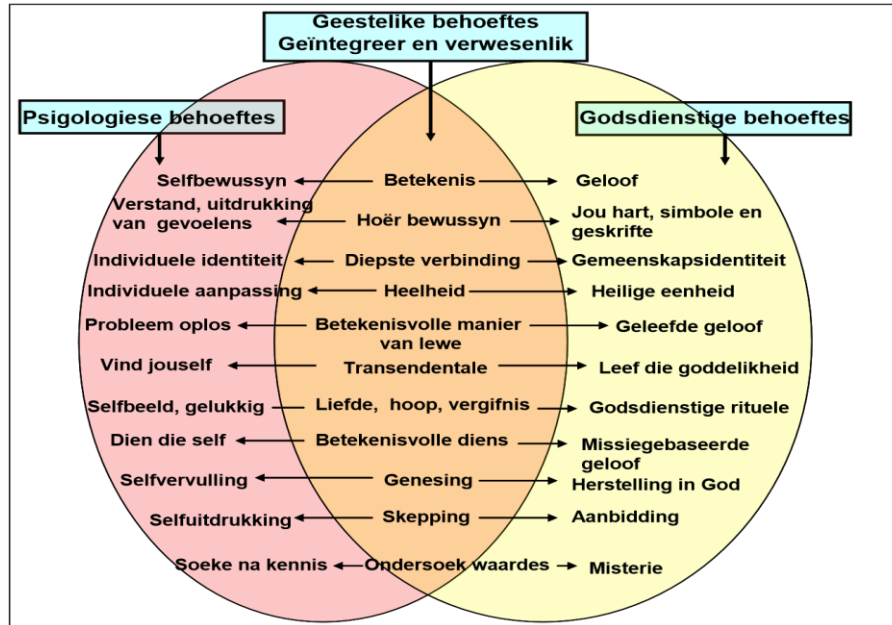 Geestelike behoeftes
Geïntegreer en verwesenlik
Psigologiese behoeftes
Godsdienstige behoeftes
Selfbewussyn Betekenis Geloof
Verstand, uitdrukking
van gevoelens Hoër bewussyn Jou hart, simbole en
geskrifte
Individuele identiteit Diepste verbinding Gemeenskapsidentiteit
Individuele aanpassing Heelheid Heilige eenheid
Probleem oplos Betekenisvolle manier
van lewe Geleefde geloof
Vind jouself Transendentale Leef die goddelikheid
Selfbeeld, gelukkig Liefde, hoop, vergifnis Godsdienstige rituele
Dien die self Betekenisvolle diens Missiegebaseerde
geloof
Selfvervulling Genesing Herstelling in God
Selfuitdrukking Skepping Aanbidding
Soeke na kennis Ondersoek waardes Misterie